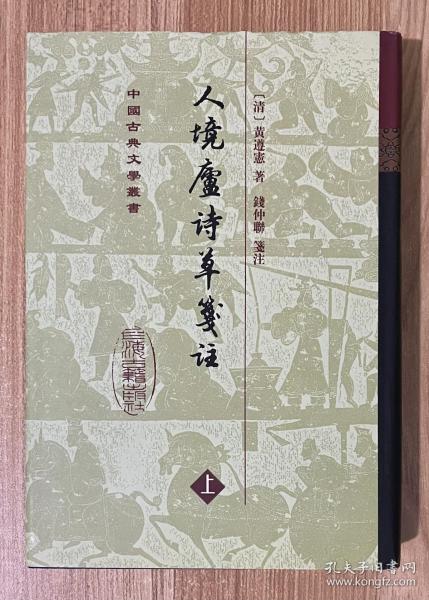 〔清〕黃遵憲 著　錢仲聯 箋注
人境廬诗草箋註
上
中國古典文學叢書
上海古籍出版社
孔夫子旧书网
www.kongfz.com